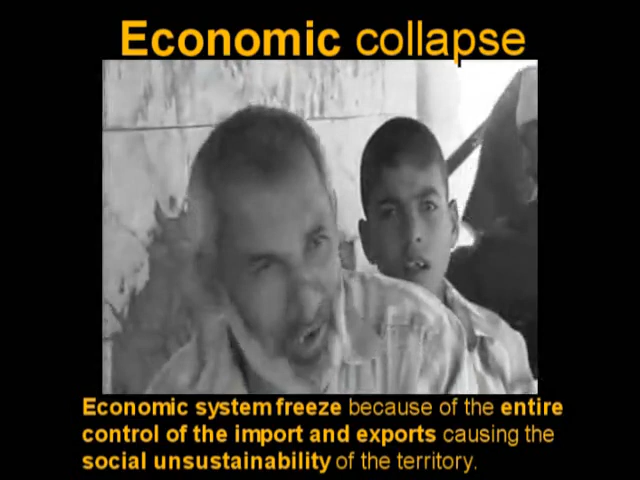 Economic collapse
Economic system freeze because of the entire
control of the import and exports causing the
social unsustainability of the territory.